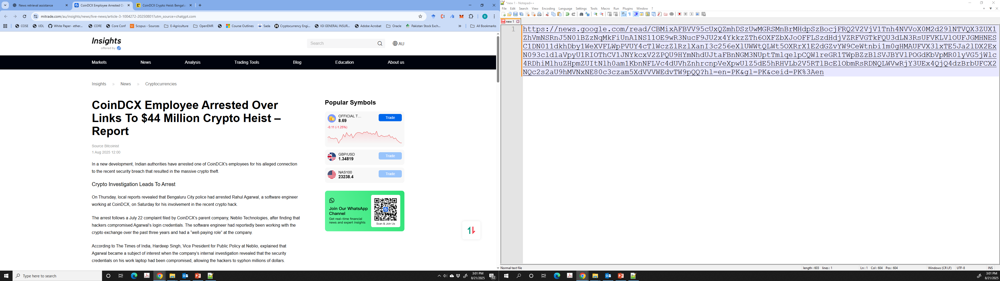 News retrieval assistance
CoinDCX Employee Arrested O
CoinDCX Crypto Heist: Bengalu
mitrade.com/au/insights/news/live-news/article-3-1004272-20250801?utm_source=chatgpt.com
COSE
IJDL
White Paper · ether...
CORE
Core Conf
Scopus - Sources
E-Agriculture
OpenEMR
Course Outlines
Sada
Cryptocurrency Engi...
IGI GENERAL INSUR...
Adobe Acrobat
Oracle
Pakistan Stock Exch...
All Bookmarks
Insights
offered by
Search
AU
Markets
News
Analysis
Trading Tools
Blog
Education
About us
Insights » News » Cryptocurrencies
CoinDCX Employee Arrested Over
Links To $44 Million Crypto Heist –
Report
Source Bitcoinist
1 Aug 2025 12:00
In a new development, Indian authorities have arrested one of CoinDCX's employees for his alleged connection
to the recent security breach that resulted in the massive crypto theft.
Crypto Investigation Leads To Arrest
On Thursday, local reports revealed that Bengaluru City police had arrested Rahul Agarwal, a software engineer
working at CoinDCX, on Saturday for his involvement in the recent crypto hack.
The arrest follows a July 22 complaint filed by CoinDCX's parent company, Neblio Technologies, after finding that
hackers compromised Agarwal's login credentials. The software engineer had reportedly been working with the
crypto exchange over the past three years and had a "well-paying role" at the company.
According to The Times of India, Hardeep Singh, Vice President for Public Policy at Neblio, explained that
Agarwal became a subject of interest when the company's internal investigation revealed that the security
credentials on his work laptop had been compromised, allowing the hackers to syphon millions of dollars.
Popular Symbols
OFFICIAL T...
8.69
Trade
-0.11 (-1.25%)
GBP/USD
1.34819
Trade
NAS100
23238.4
Trade
Join Our WhatsApp
Channel
Get real-time financial
news and expert insights
Scan & Join Us
Type here to search
3:01 PM
8/21/2025
32
*new 1 - Notepad++
File Edit Search View Encoding Language Settings Tools Macro Run Plugins Window ?
new 1
1
Normal text file
length : 603 lines : 1
Ln : 1 Col : 604 Pos : 604
Windows (CR LF)
UTF-8
INS
3:01 PM
8/21/2025